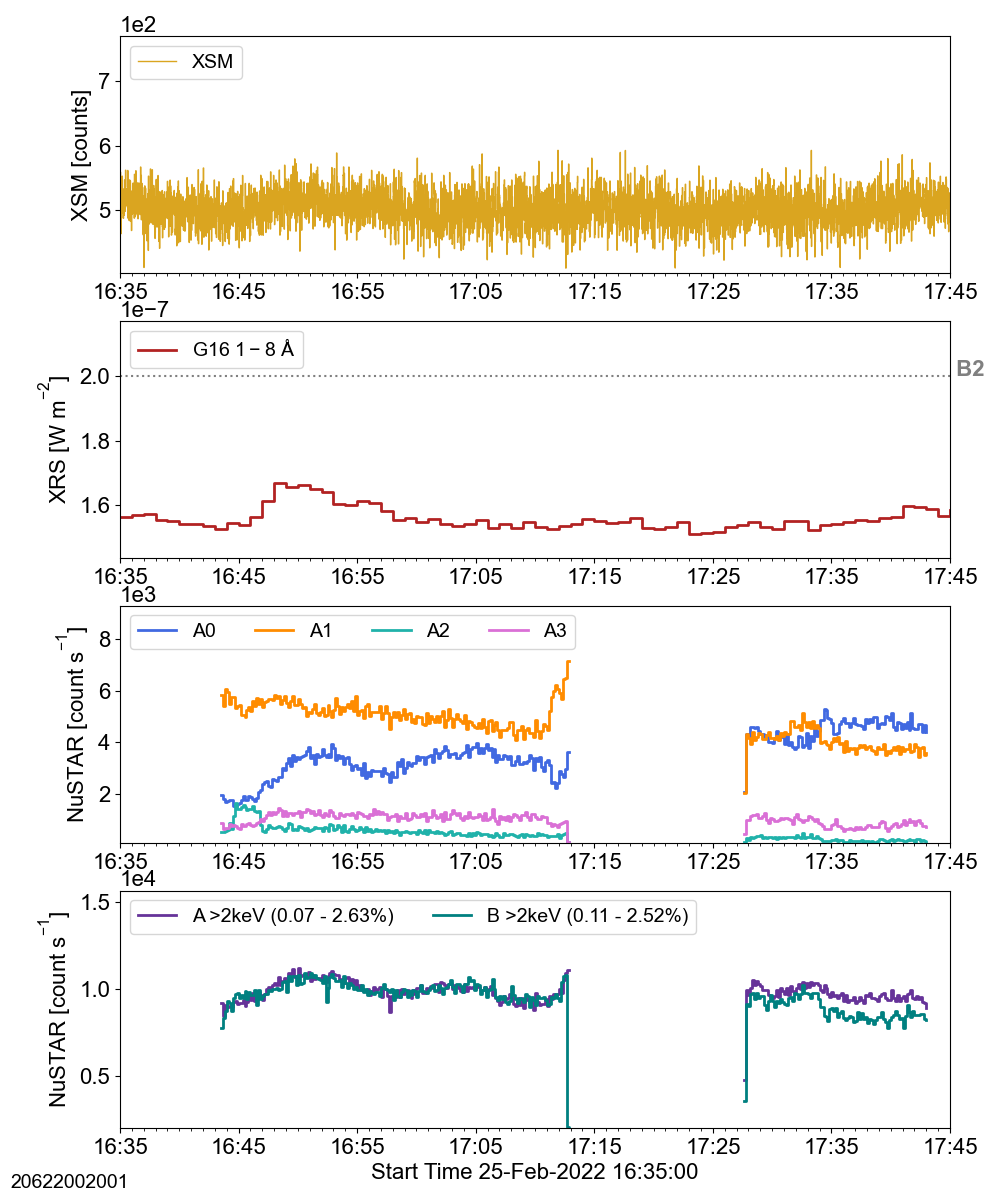 1e2
XSM
XSM [counts]
7
6
5
16:35 16:45 16:55 17:05 17:15 17:25 17:35 17:45
1e−7
G16 1 − 8 Å
XRS [W m⁻²]
2.0
1.8
1.6
B2
16:35 16:45 16:55 17:05 17:15 17:25 17:35 17:45
1e3
A0 A1 A2 A3
NuSTAR [count s⁻¹]
8
6
4
2
16:35 16:45 16:55 17:05 17:15 17:25 17:35 17:45
1e4
A >2keV (0.07 - 2.63%) B >2keV (0.11 - 2.52%)
NuSTAR [count s⁻¹]
1.5
1.0
0.5
16:35 16:45 16:55 17:05 17:15 17:25 17:35 17:45
Start Time 25-Feb-2022 16:35:00
20622002001